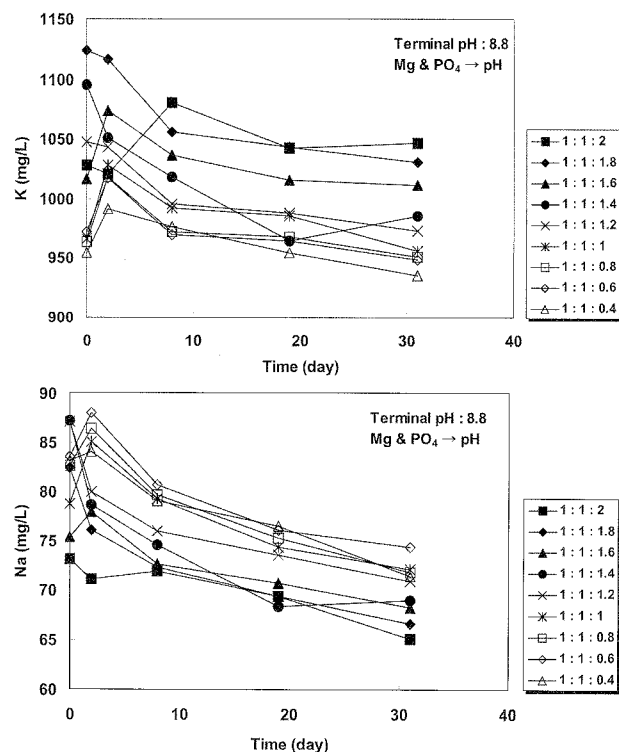 1150
1100
1050
1000
950
900
K (mg/L)
Terminal pH : 8.8
Mg & PO₄ → pH
0
10
20
30
40
Time (day)
1 : 1 : 2
1 : 1 : 1.8
1 : 1 : 1.6
1 : 1 : 1.4
1 : 1 : 1.2
1 : 1 : 1
1 : 1 : 0.8
1 : 1 : 0.6
1 : 1 : 0.4
90
85
80
75
70
65
60
Na (mg/L)
Terminal pH : 8.8
Mg & PO₄ → pH
0
10
20
30
40
Time (day)
1 : 1 : 2
1 : 1 : 1.8
1 : 1 : 1.6
1 : 1 : 1.4
1 : 1 : 1.2
1 : 1 : 1
1 : 1 : 0.8
1 : 1 : 0.6
1 : 1 : 0.4